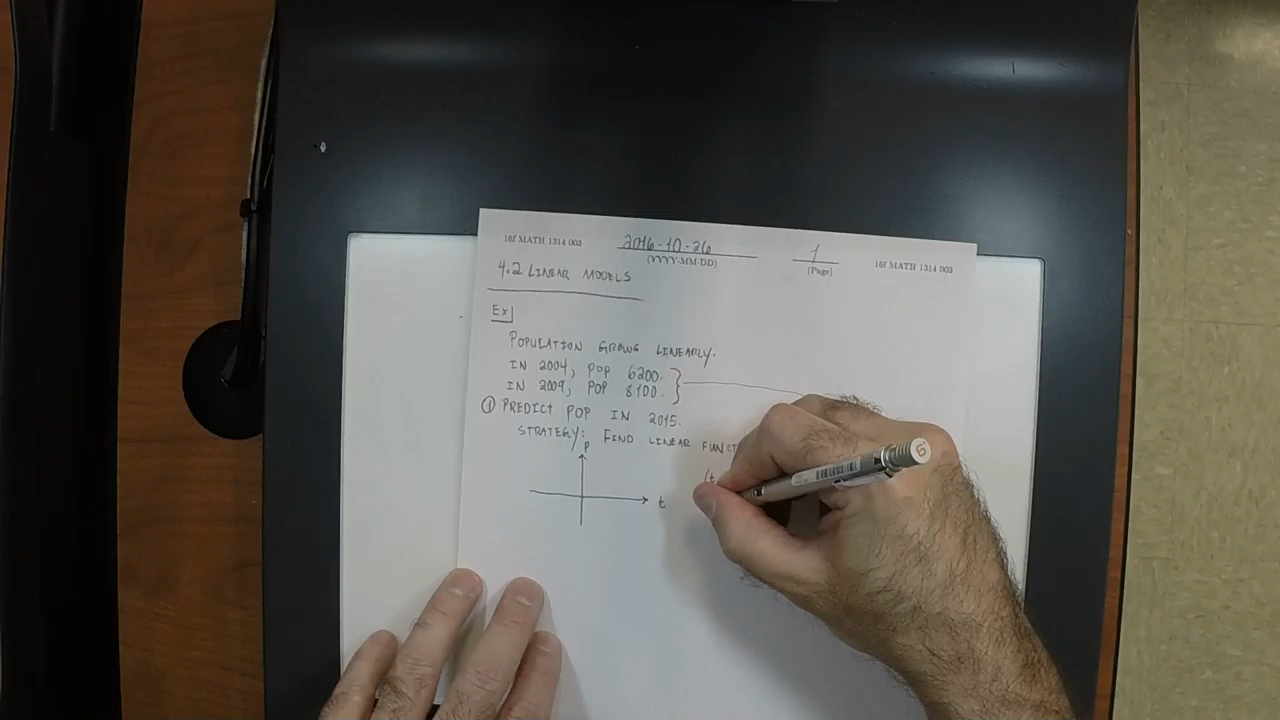 16f MATH 1314 003 2016-10-26 1 16f MATH 1314 003
(YYYY-MM-DD) (Page)
4.2 LINEAR MODELS
Ex
POPULATION GROWS LINEARLY.
IN 2004, POP 6200.
IN 2009, POP 8100.
① PREDICT POP IN 2015.
STRATEGY: FIND LINEAR FUNCT
P
(t
t